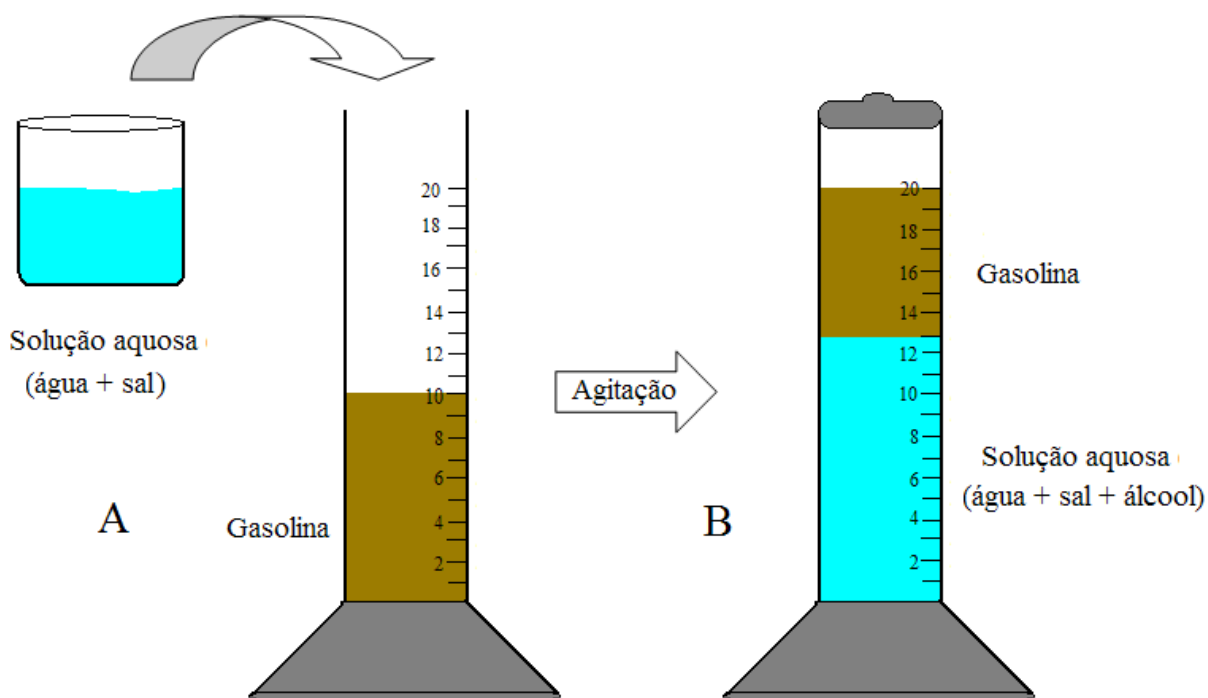 Solução aquosa
(água + sal)
A
Gasolina
20
18
16
14
12
10
8
6
4
2
Agitação
B
20
18
16
14
12
10
8
6
4
2
Gasolina
Solução aquosa
(água + sal + álcool)